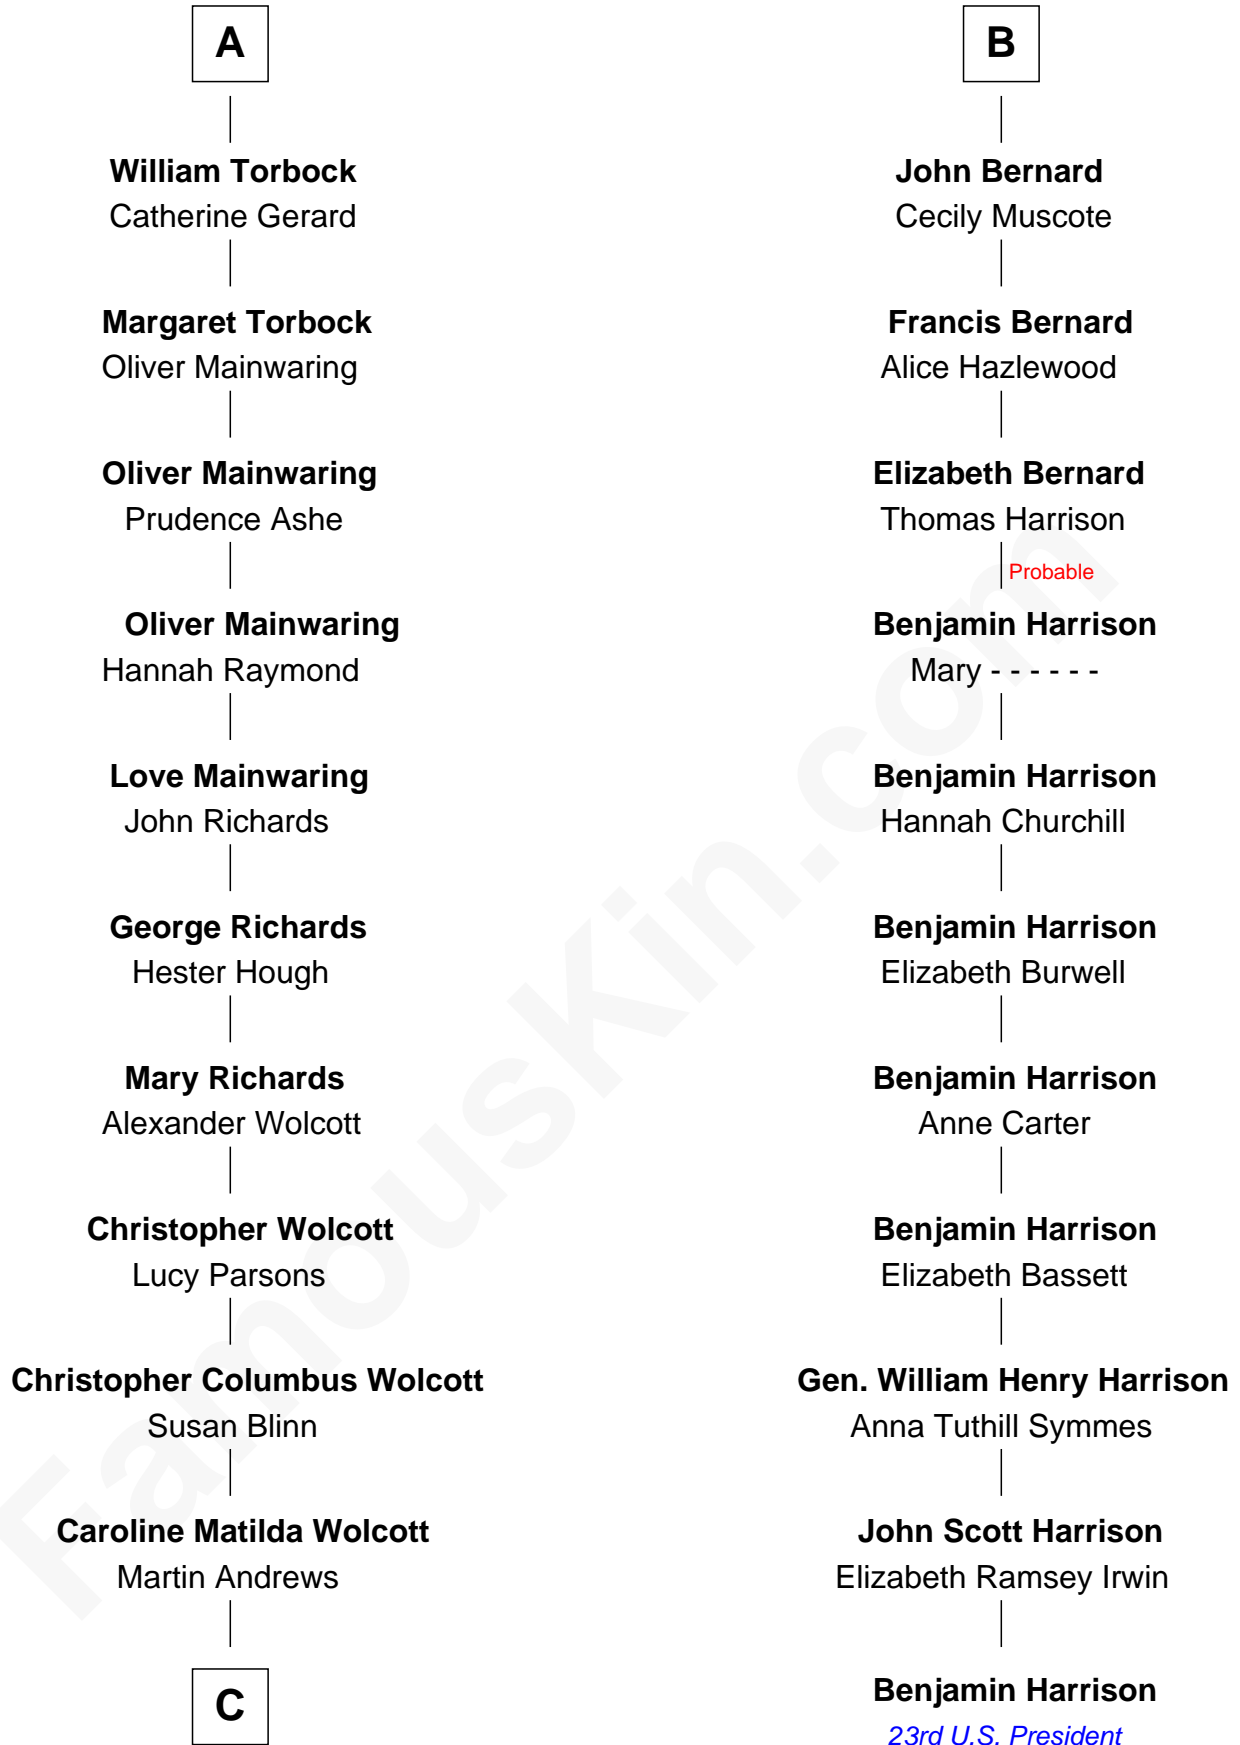 A
William Torbock
Catherine Gerard
Margaret Torbock
Oliver Mainwaring
Oliver Mainwaring
Prudence Ashe
Oliver Mainwaring
Hannah Raymond
Love Mainwaring
John Richards
George Richards
Hester Hough
Mary Richards
Alexander Wolcott
Christopher Wolcott
Lucy Parsons
Christopher Columbus Wolcott
Susan Blinn
Caroline Matilda Wolcott
Martin Andrews
C
B
John Bernard
Cecily Muscote
Francis Bernard
Alice Hazlewood
Elizabeth Bernard
Thomas Harrison
Probable
Benjamin Harrison
Mary - - - - - -
Benjamin Harrison
Hannah Churchill
Benjamin Harrison
Elizabeth Burwell
Benjamin Harrison
Anne Carter
Benjamin Harrison
Elizabeth Bassett
Gen. William Henry Harrison
Anna Tuthill Symmes
John Scott Harrison
Elizabeth Ramsey Irwin
Benjamin Harrison
23rd U.S. President
FamousKin.com